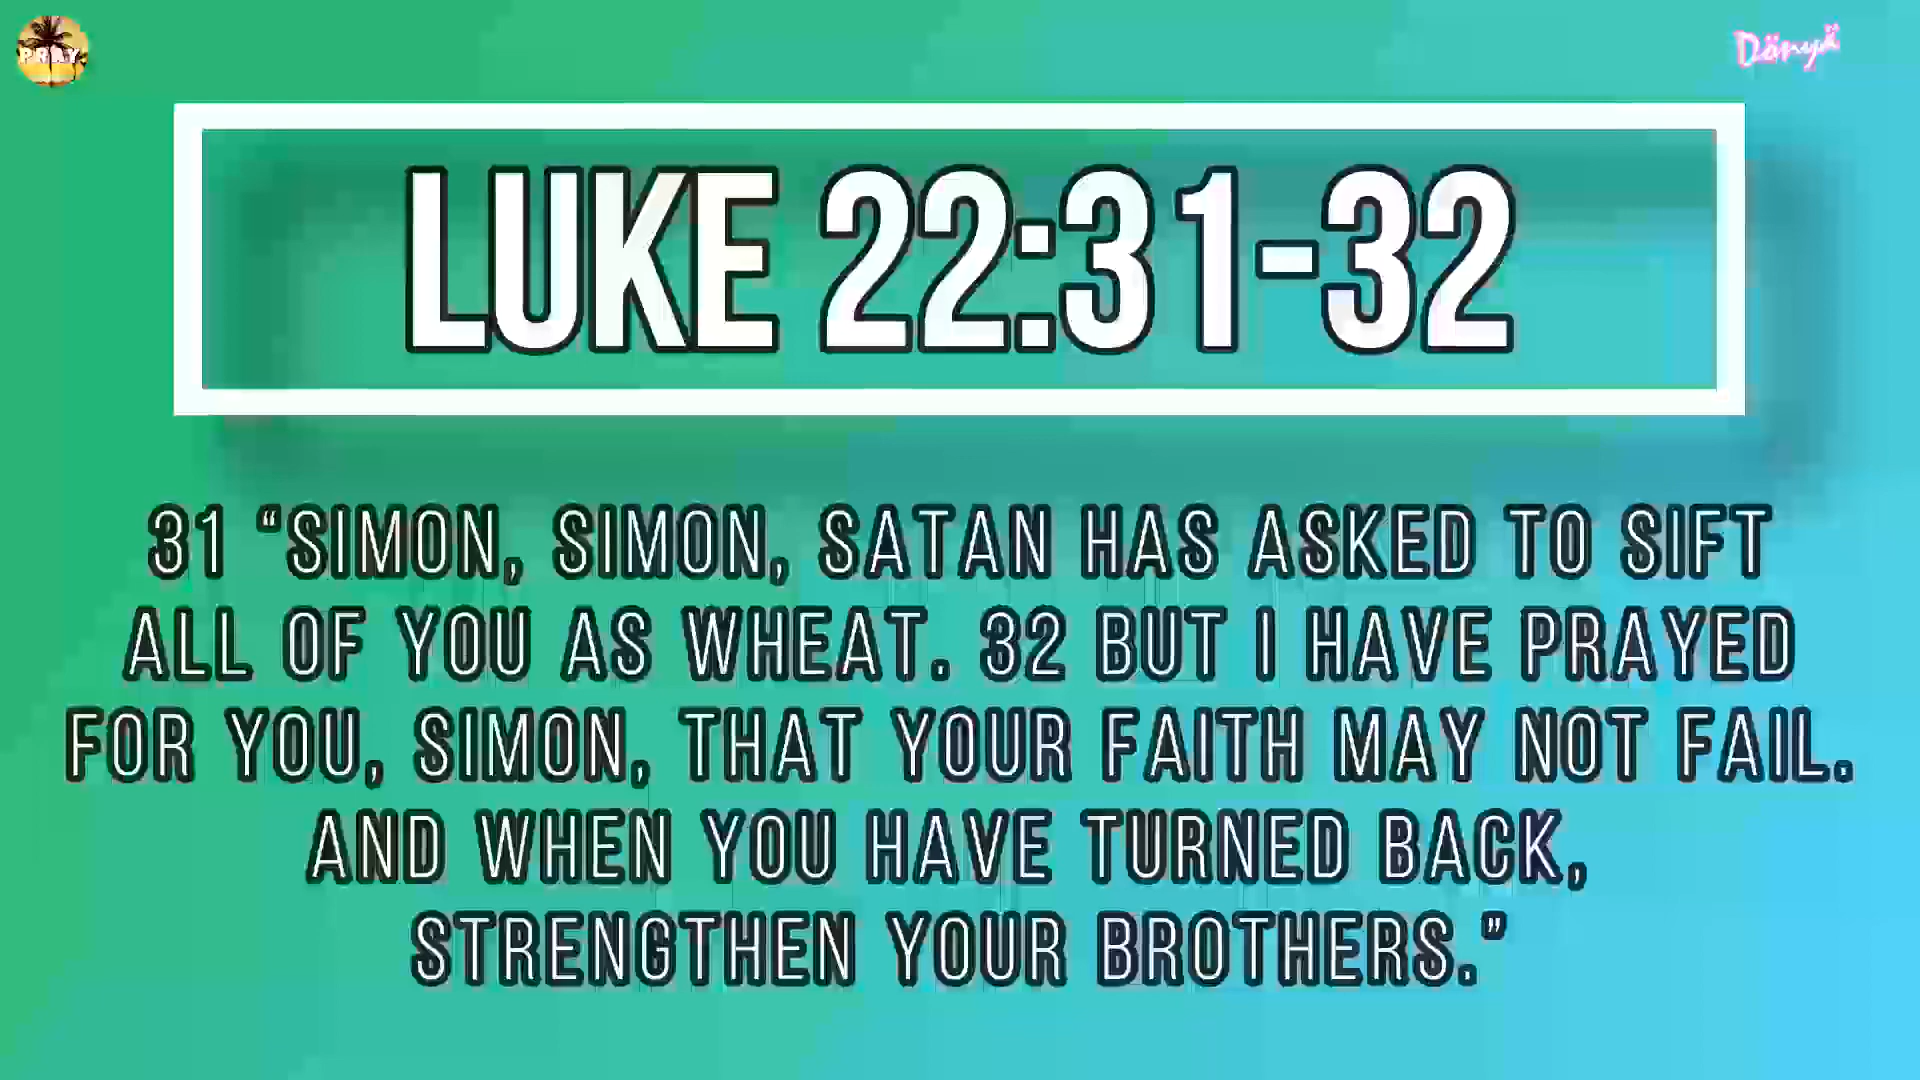 PRAY
Dänyä
LUKE 22:31-32
31 “SIMON, SIMON, SATAN HAS ASKED TO SIFT
ALL OF YOU AS WHEAT. 32 BUT I HAVE PRAYED
FOR YOU, SIMON, THAT YOUR FAITH MAY NOT FAIL.
AND WHEN YOU HAVE TURNED BACK,
STRENGTHEN YOUR BROTHERS.”